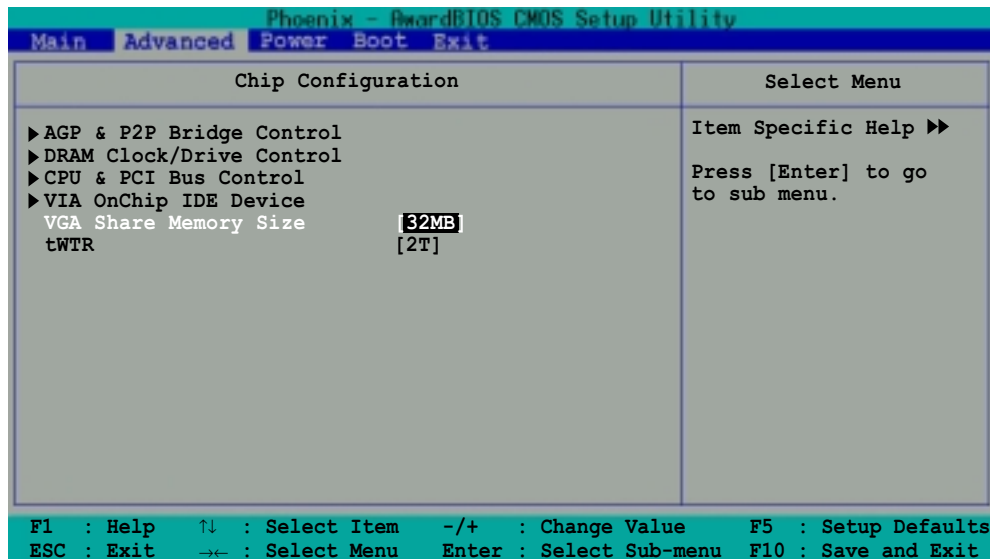 Phoenix - AwardBIOS CMOS Setup Utility
Main Advanced Power Boot Exit
Chip Configuration
Select Menu
▶ AGP & P2P Bridge Control
▶ DRAM Clock/Drive Control
▶ CPU & PCI Bus Control
▶ VIA OnChip IDE Device
VGA Share Memory Size [32MB]
tWTR [2T]
Item Specific Help ▶▶
Press [Enter] to go
to sub menu.
F1 : Help ↑↓ : Select Item -/+ : Change Value F5 : Setup Defaults
ESC : Exit →← : Select Menu Enter : Select Sub-menu F10 : Save and Exit